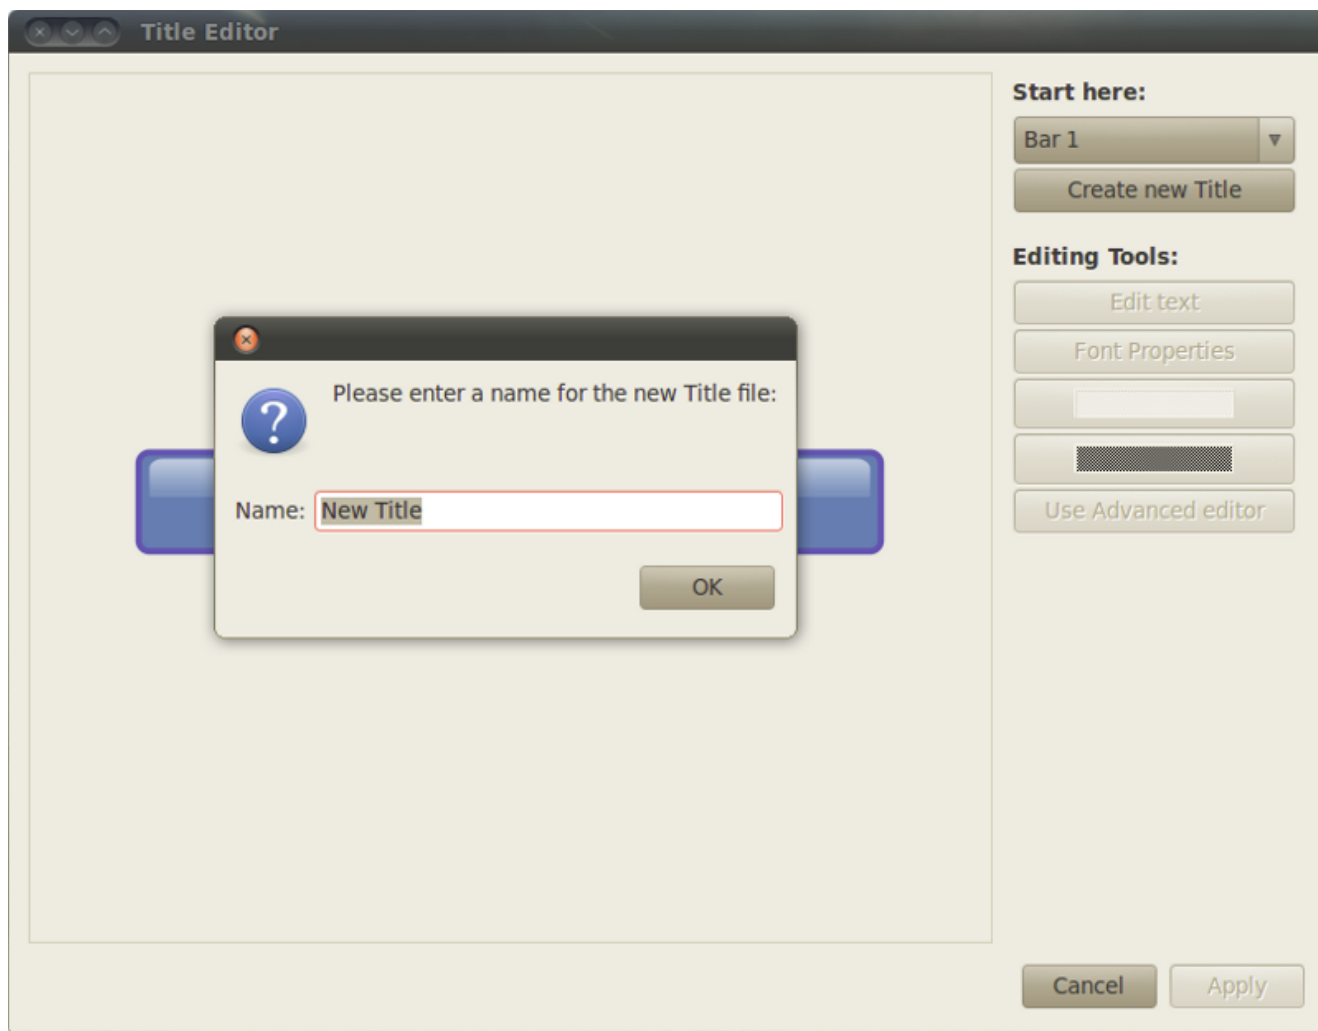 Title Editor
Start here:
Bar 1
Create new Title
Editing Tools:
Edit text
Font Properties
Use Advanced editor
Please enter a name for the new Title file:
Name: New Title
OK
Cancel
Apply